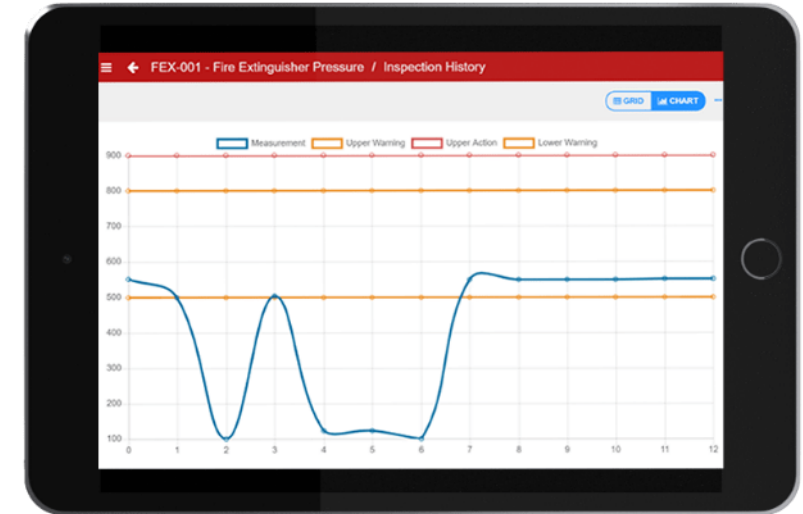 FEX-001 - Fire Extinguisher Pressure / Inspection History
GRID CHART
Measurement Upper Warning Upper Action Lower Warning
900
800
700
600
500
400
300
200
100
0 1 2 3 4 5 6 7 8 9 10 11 12